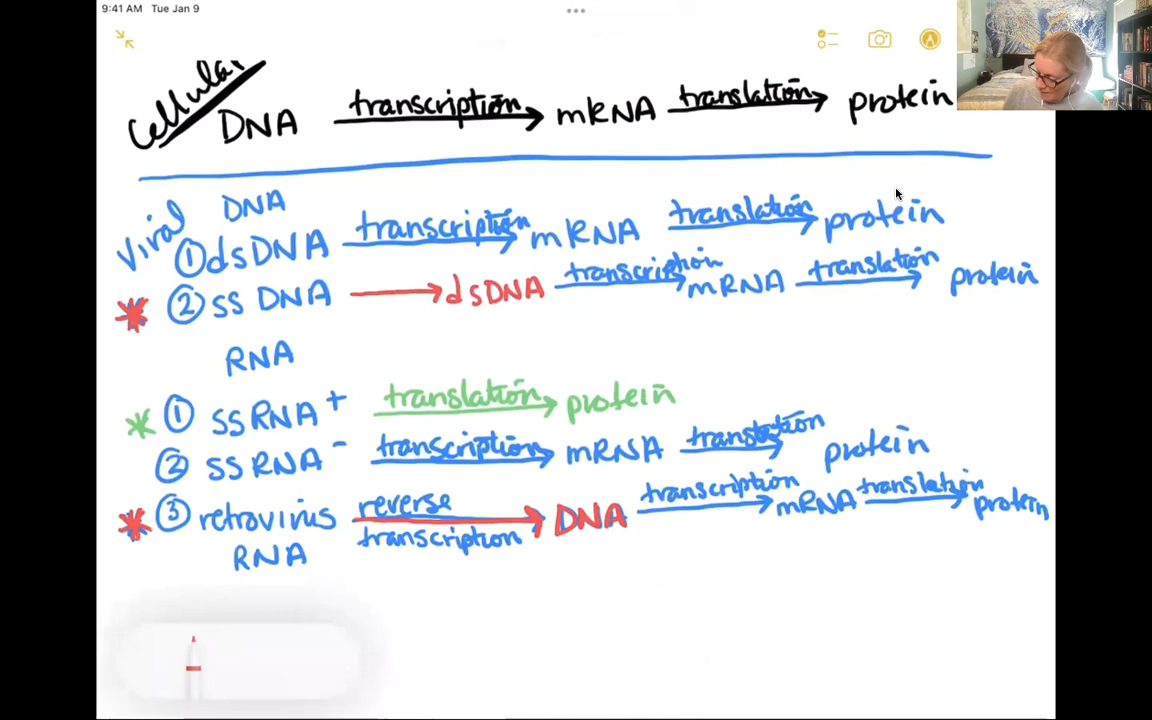 9:41 AM Tue Jan 9
Cellular
DNA transcription mRNA translation protein
Viral DNA
① dsDNA transcription mRNA translation protein
② ss DNA dsDNA transcription mRNA translation protein
RNA
① ssRNA+ translation protein
② ssRNA- transcription mRNA translation protein
③ retrovirus reverse DNA transcription mRNA translation protein
RNA transcription